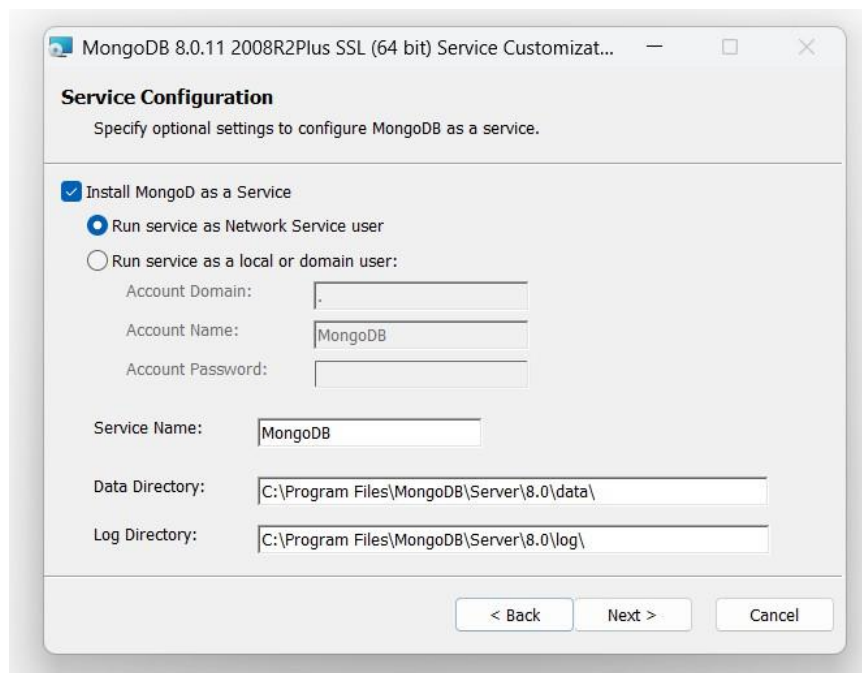 MongoDB 8.0.11 2008R2Plus SSL (64 bit) Service Customizat...
Service Configuration
Specify optional settings to configure MongoDB as a service.
Install MongoD as a Service
Run service as Network Service user
Run service as a local or domain user:
Account Domain: .
Account Name: MongoDB
Account Password:
Service Name: MongoDB
Data Directory: C:\Program Files\MongoDB\Server\8.0\data\
Log Directory: C:\Program Files\MongoDB\Server\8.0\log\
< Back Next > Cancel